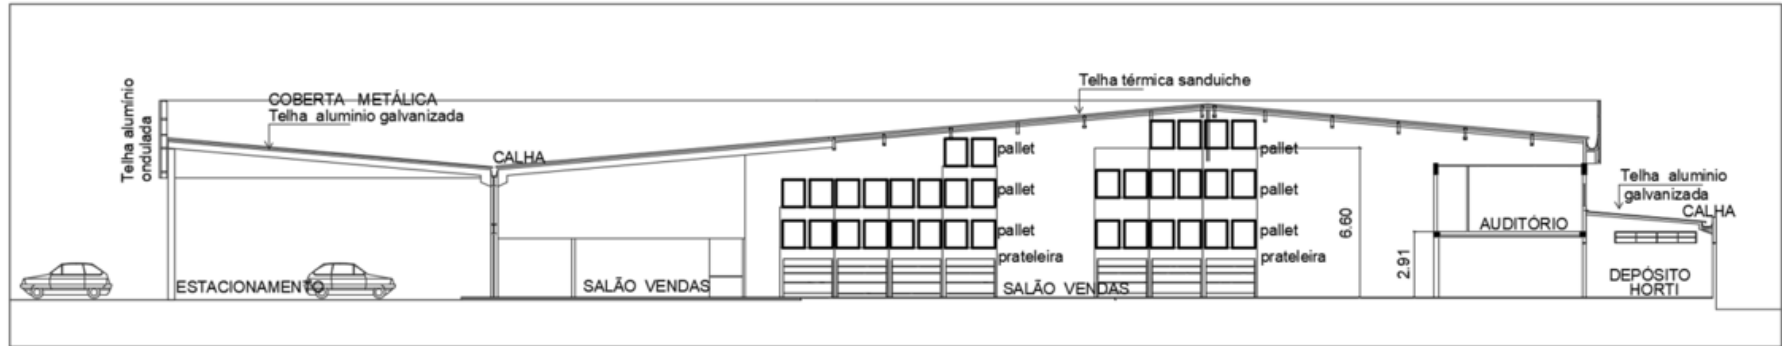 Telha alumínio
ondulada
COBERTA METÁLICA
Telha aluminio galvanizada
CALHA
Telha térmica sanduiche
pallet
pallet
pallet
prateleira
pallet
pallet
pallet
prateleira
6.60
2.91
AUDITÓRIO
Telha aluminio
galvanizada
CALHA
ESTACIONAMENTO
SALÃO VENDAS
SALÃO VENDAS
DEPÓSITO
HORTI